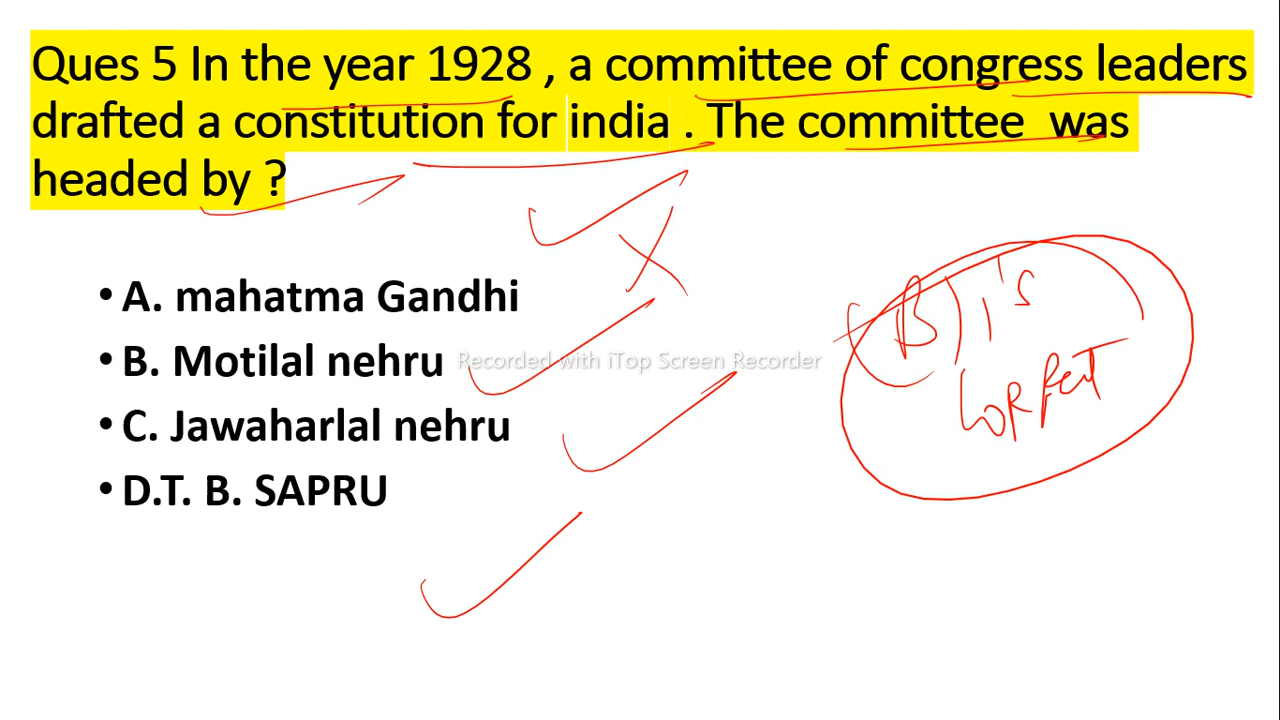 Ques 5 In the year 1928 , a committee of congress leaders
drafted a constitution for india . The committee was
headed by ?
• A. mahatma Gandhi
• B. Motilal nehru
• C. Jawaharlal nehru
• D.T. B. SAPRU
Recorded with iTop Screen Recorder
(B) i's
Correct